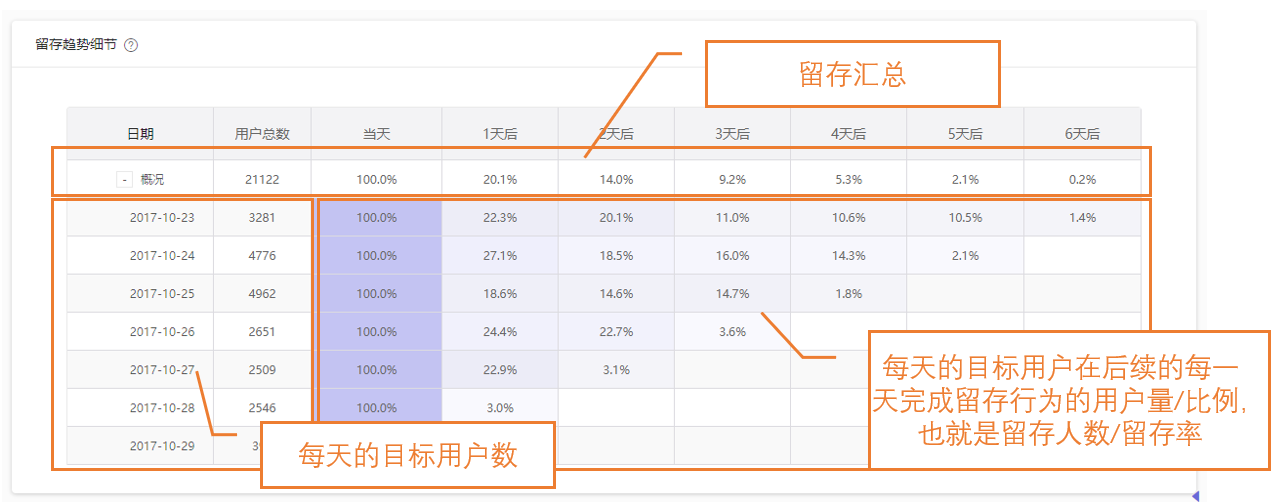 留存趋势细节 ?
留存汇总
日期 用户总数 当天 1天后 2天后 3天后 4天后 5天后 6天后
- 概况 21122 100.0% 20.1% 14.0% 9.2% 5.3% 2.1% 0.2%
2017-10-23 3281 100.0% 22.3% 20.1% 11.0% 10.6% 10.5% 1.4%
2017-10-24 4776 100.0% 27.1% 18.5% 16.0% 14.3% 2.1%
2017-10-25 4962 100.0% 18.6% 14.6% 14.7% 1.8%
2017-10-26 2651 100.0% 24.4% 22.7% 3.6%
2017-10-27 2509 100.0% 22.9% 3.1%
2017-10-28 2546 100.0% 3.0%
2017-10-29
每天的目标用户在后续的每一
天完成留存行为的用户量/比例,
也就是留存人数/留存率
每天的目标用户数